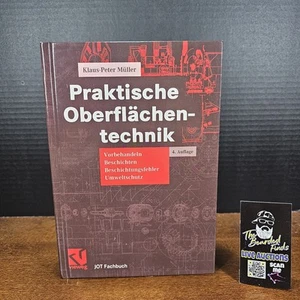 Klaus-Peter Müller
Praktische
Oberflächen-
technik
4. Auflage
Vorbehandeln
Beschichten
Beschichtungsfehler
Umweltschutz
JOT Fachbuch
The
Bearded
Finds
LIVE AUCTIONS
SCAN
ME